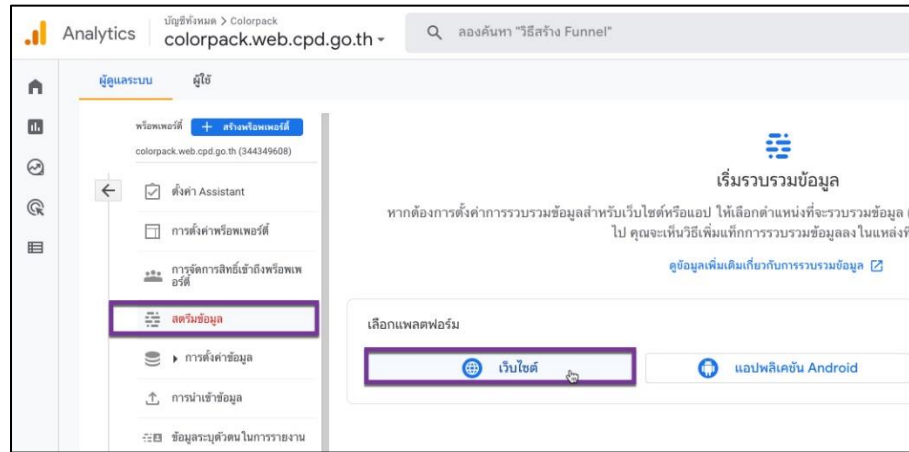 บัญชีทั้งหมด > Colorpack
Analytics
colorpack.web.cpd.go.th
ลองค้นหา "วิธีสร้าง Funnel"
ผู้ดูแลระบบ
ผู้ใช้
พร็อพเพอร์ตี้
+ สร้างพร็อพเพอร์ตี้
colorpack.web.cpd.go.th (344349608)
ตั้งค่า Assistant
การตั้งค่าพร็อพเพอร์ตี้
การจัดการสิทธิ์เข้าถึงพร็อพเพ
อร์ตี้
สตรีมข้อมูล
การตั้งค่าข้อมูล
การนำเข้าข้อมูล
ข้อมูลระบุตัวตนในการรายงาน
เริ่มรวบรวมข้อมูล
หากต้องการตั้งค่าการรวบรวมข้อมูลสำหรับเว็บไซต์หรือแอป ให้เลือกตำแหน่งที่จะรวบรวมข้อมูล
ไป คุณจะเห็นวิธีเพิ่มแท็กการรวบรวมข้อมูลลงในแหล่งที่
ดูข้อมูลเพิ่มเติมเกี่ยวกับการรวบรวมข้อมูล
เลือกแพลตฟอร์ม
เว็บไซต์
แอปพลิเคชัน Android